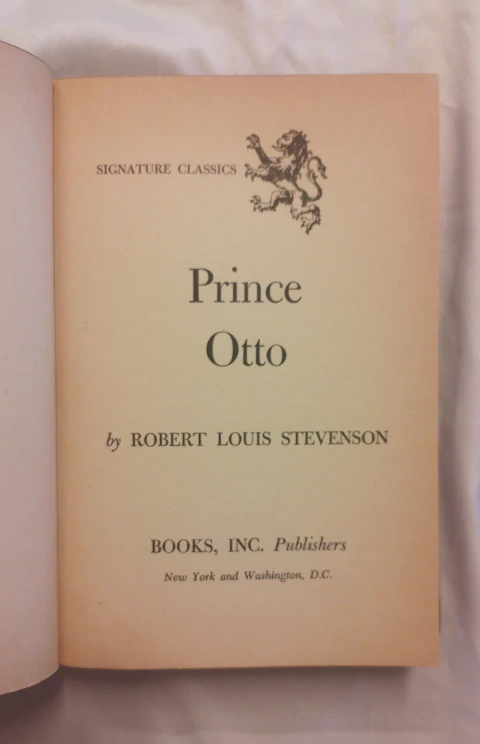 SIGNATURE CLASSICS
Prince
Otto
by ROBERT LOUIS STEVENSON
BOOKS, INC. Publishers
New York and Washington, D.C.